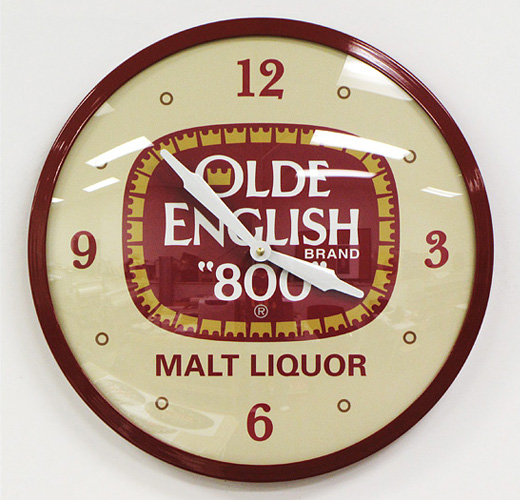 12
OLDE
ENGLISH
BRAND
"800"
®
9
3
MALT LIQUOR
6